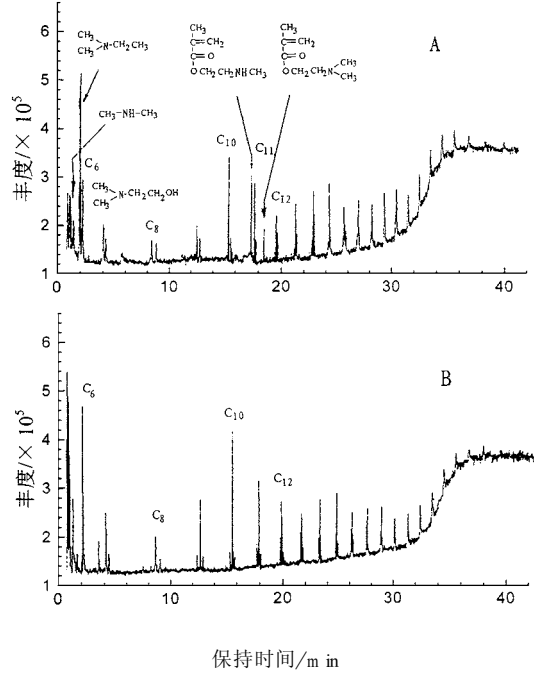 CH₃ CH₃
C=CH₂ C=CH₂
CH₃ N-CH₂CH₃ C=O C=O A
CH₃ O-CH₂CH₂NHCH₃ O-CH₂CH₂N CH₃
CH₃
CH₃-NH-CH₃
C₁₀ C₁₁
C₆
CH₃ N-CH₂CH₂OH
CH₃
C₁₂
C₈
丰度/× 10⁵
6
5
4
3
2
1
0 10 20 30 40
B
C₆
C₁₀
C₁₂
C₈
丰度/× 10⁵
6
5
4
3
2
1
0 10 20 30 40
保持时间/m in